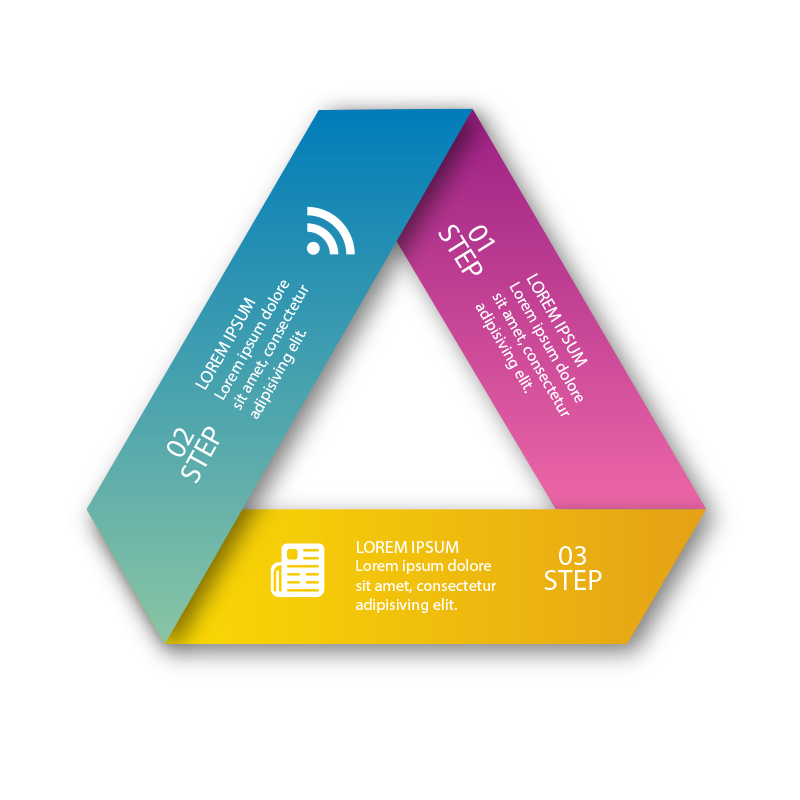 01
STEP
LOREM IPSUM
Lorem ipsum dolore
sit amet, consectetur
adipisiving elit.
02
STEP
LOREM IPSUM
Lorem ipsum dolore
sit amet, consectetur
adipisiving elit.
LOREM IPSUM
Lorem ipsum dolore
sit amet, consectetur
adipisiving elit.
03
STEP